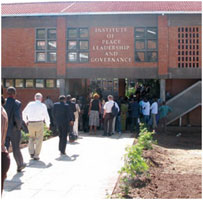 INSTITUTE
OF
PEACE
LEADERSHIP
AND
GOVERNANCE